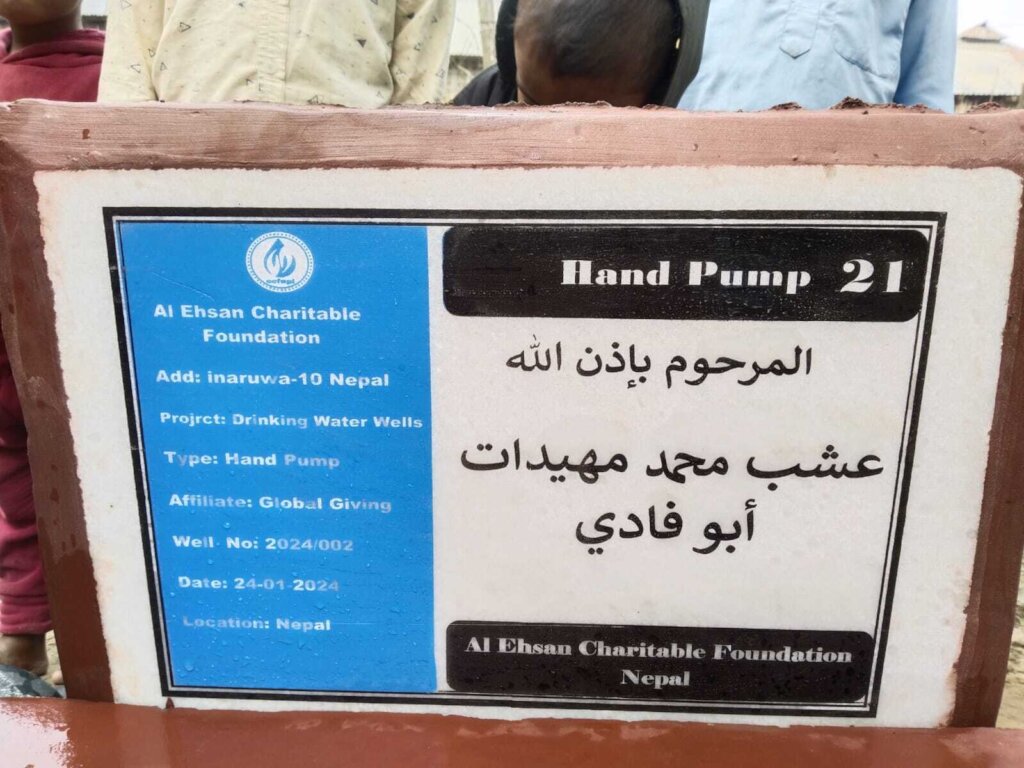 Al Ehsan Charitable
Foundation
Add: inaruwa-10 Nepal
Projrct: Drinking Water Wells
Type: Hand Pump
Affiliate: Global Giving
Well No: 2024/002
Date: 24-01-2024
Location: Nepal
Hand Pump 21
المرحوم بإذن الله
عشب محمد مهيدات
أبو فادي
Al Ehsan Charitable Foundation
Nepal